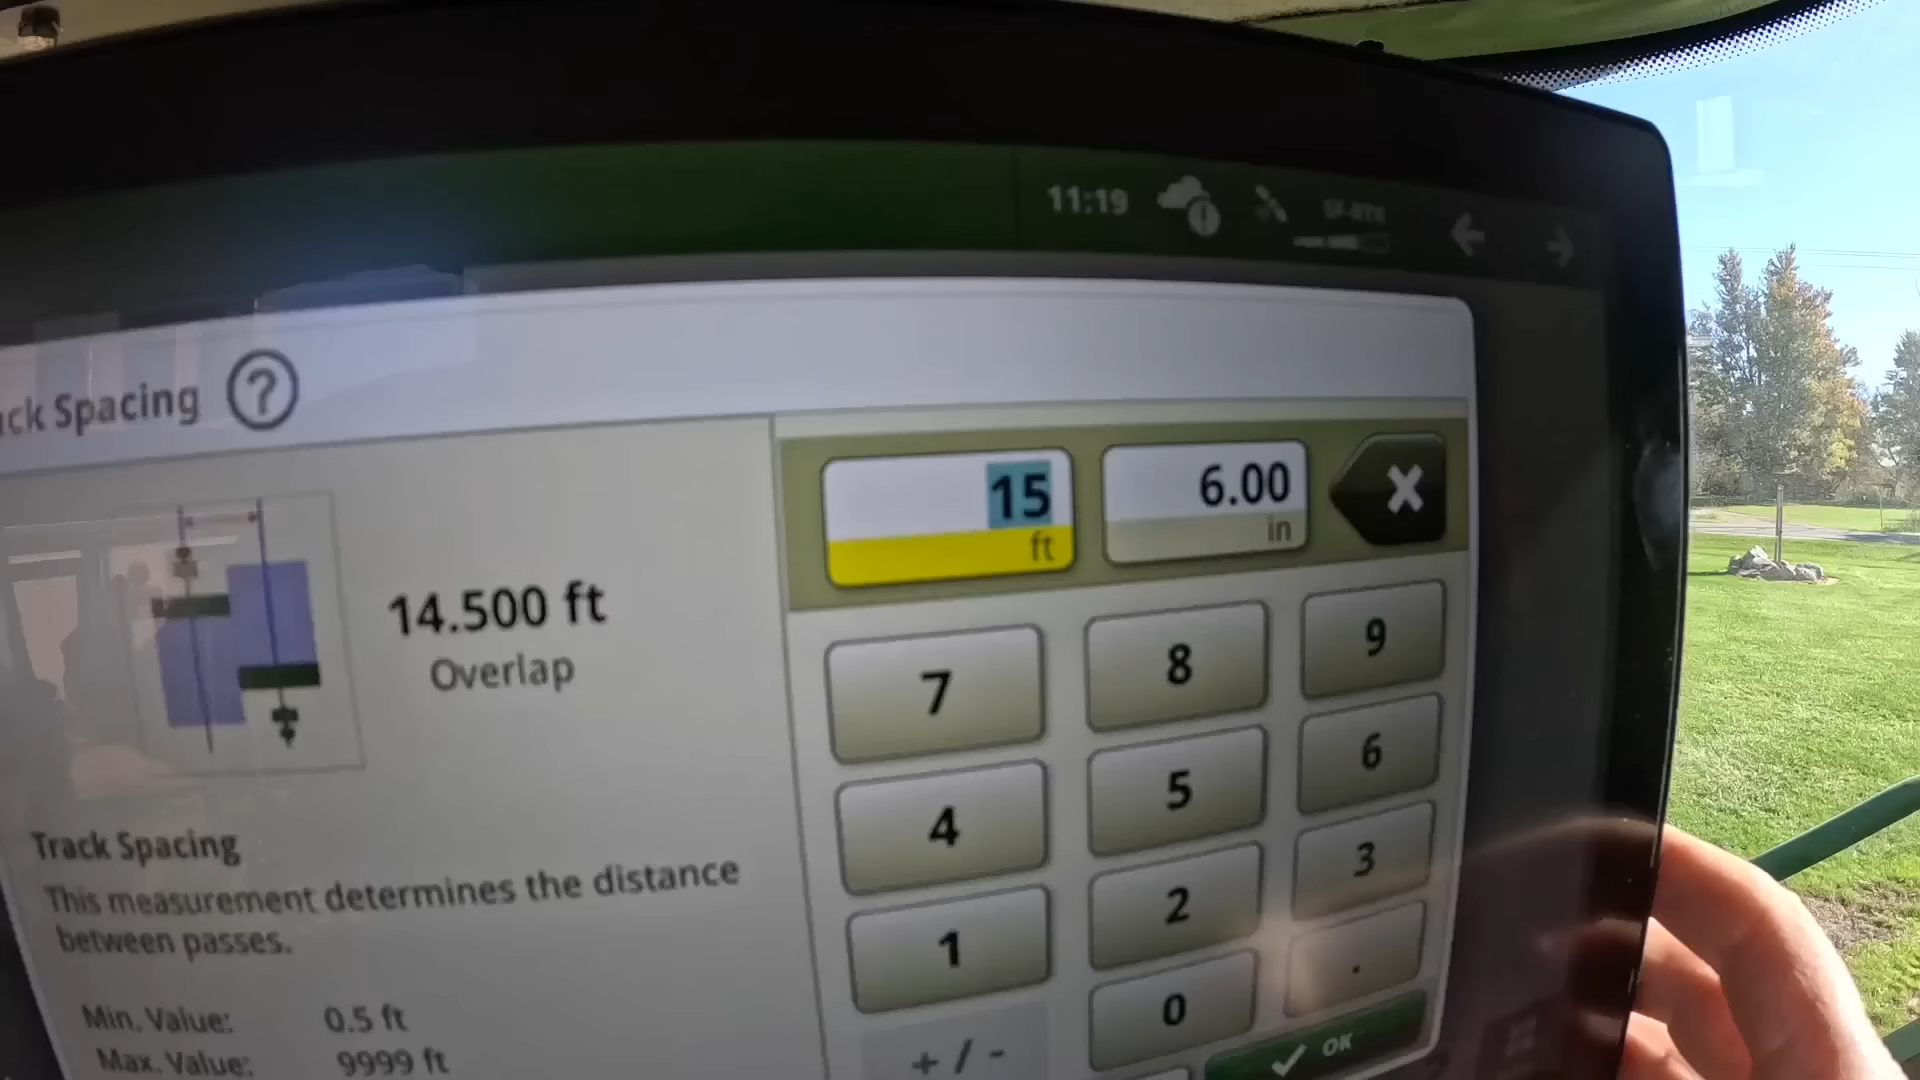 11:19
SF-RTK
ck Spacing ?
15 ft
6.00 in
14.500 ft
Overlap
7 8 9
4 5 6
1 2 3
+ / - 0 .
OK
Track Spacing
This measurement determines the distance
between passes.
Min. Value: 0.5 ft
Max. Value: 9999 ft